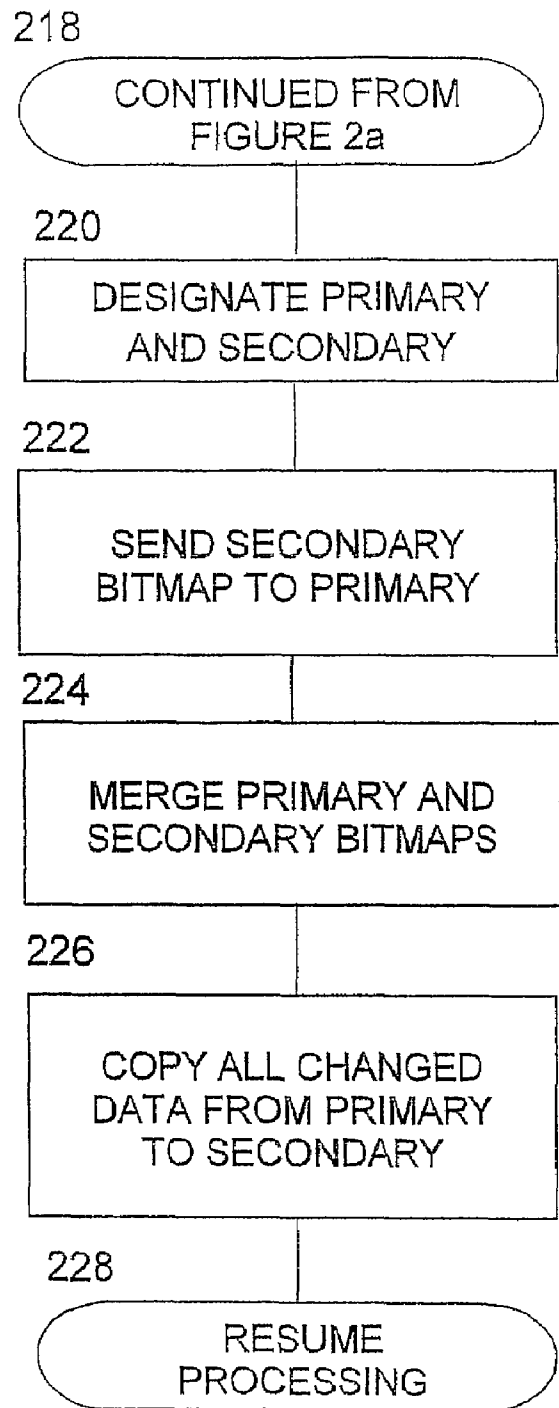 218
CONTINUED FROM
FIGURE 2a
220
DESIGNATE PRIMARY
AND SECONDARY
222
SEND SECONDARY
BITMAP TO PRIMARY
224
MERGE PRIMARY AND
SECONDARY BITMAPS
226
COPY ALL CHANGED
DATA FROM PRIMARY
TO SECONDARY
228
RESUME
PROCESSING